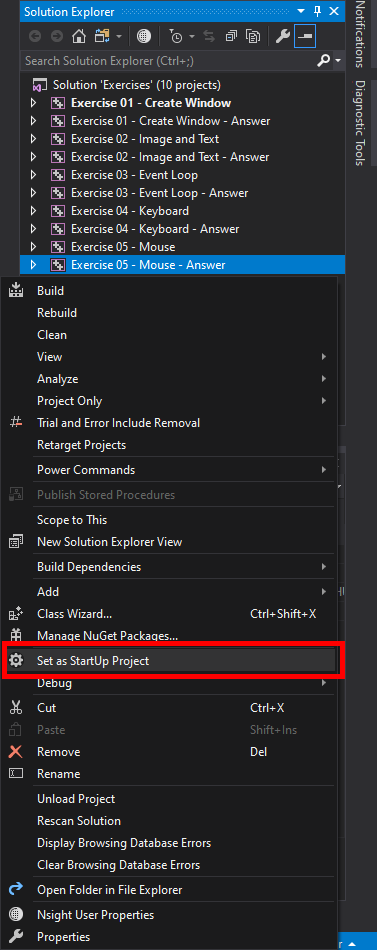 Solution Explorer
Search Solution Explorer (Ctrl+;)
Solution 'Exercises' (10 projects)
Exercise 01 - Create Window
Exercise 01 - Create Window - Answer
Exercise 02 - Image and Text
Exercise 02 - Image and Text - Answer
Exercise 03 - Event Loop
Exercise 03 - Event Loop - Answer
Exercise 04 - Keyboard
Exercise 04 - Keyboard - Answer
Exercise 05 - Mouse
Exercise 05 - Mouse - Answer
Build
Rebuild
Clean
View
Analyze
Project Only
Trial and Error Include Removal
Retarget Projects
Power Commands
Publish Stored Procedures
Scope to This
New Solution Explorer View
Build Dependencies
Add
Class Wizard... Ctrl+Shift+X
Manage NuGet Packages...
Set as StartUp Project
Debug
Cut Ctrl+X
Paste Shift+Ins
Remove Del
Rename
Unload Project
Rescan Solution
Display Browsing Database Errors
Clear Browsing Database Errors
Open Folder in File Explorer
Nsight User Properties
Properties
Notifications
Diagnostic Tools